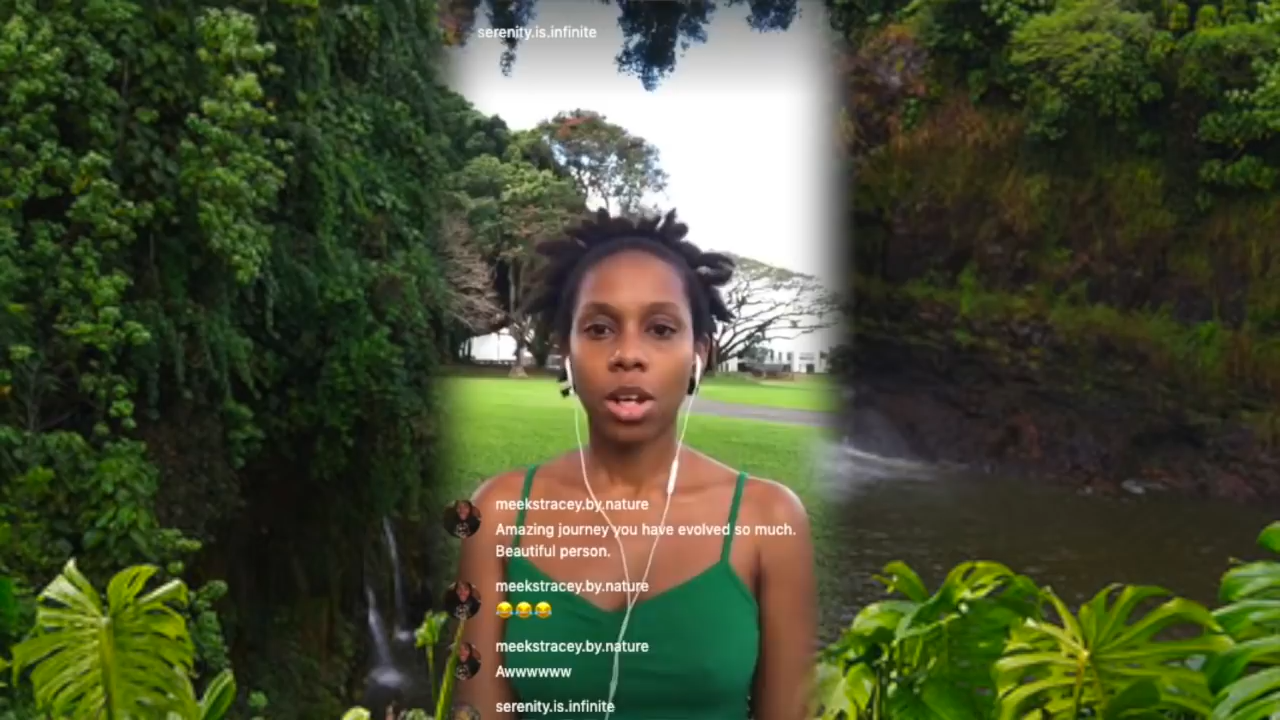 serenity.is.infinite
meekstracey.by.nature
Amazing journey you have evolved so much.
Beautiful person.
meekstracey.by.nature
😂😂😂
meekstracey.by.nature
Awwwwww
serenity.is.infinite